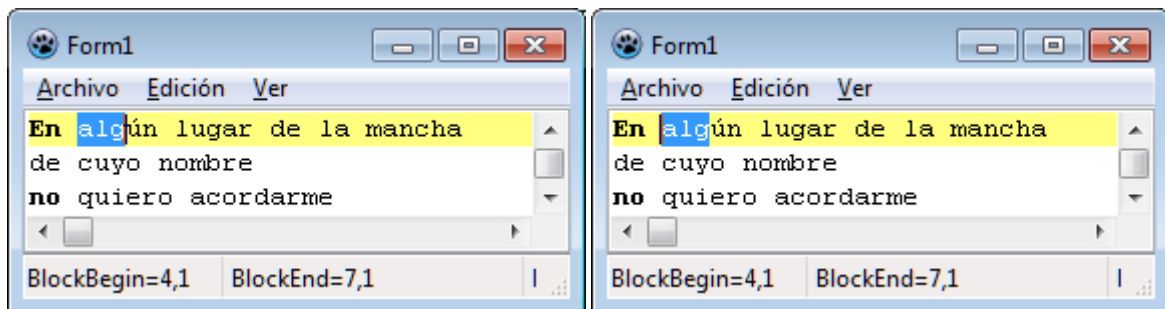 Form1
Archivo Edición Ver
En algún lugar de la mancha
de cuyo nombre
no quiero acordarme
BlockBegin=4,1 BlockEnd=7,1 I
Form1
Archivo Edición Ver
En algún lugar de la mancha
de cuyo nombre
no quiero acordarme
BlockBegin=4,1 BlockEnd=7,1 I